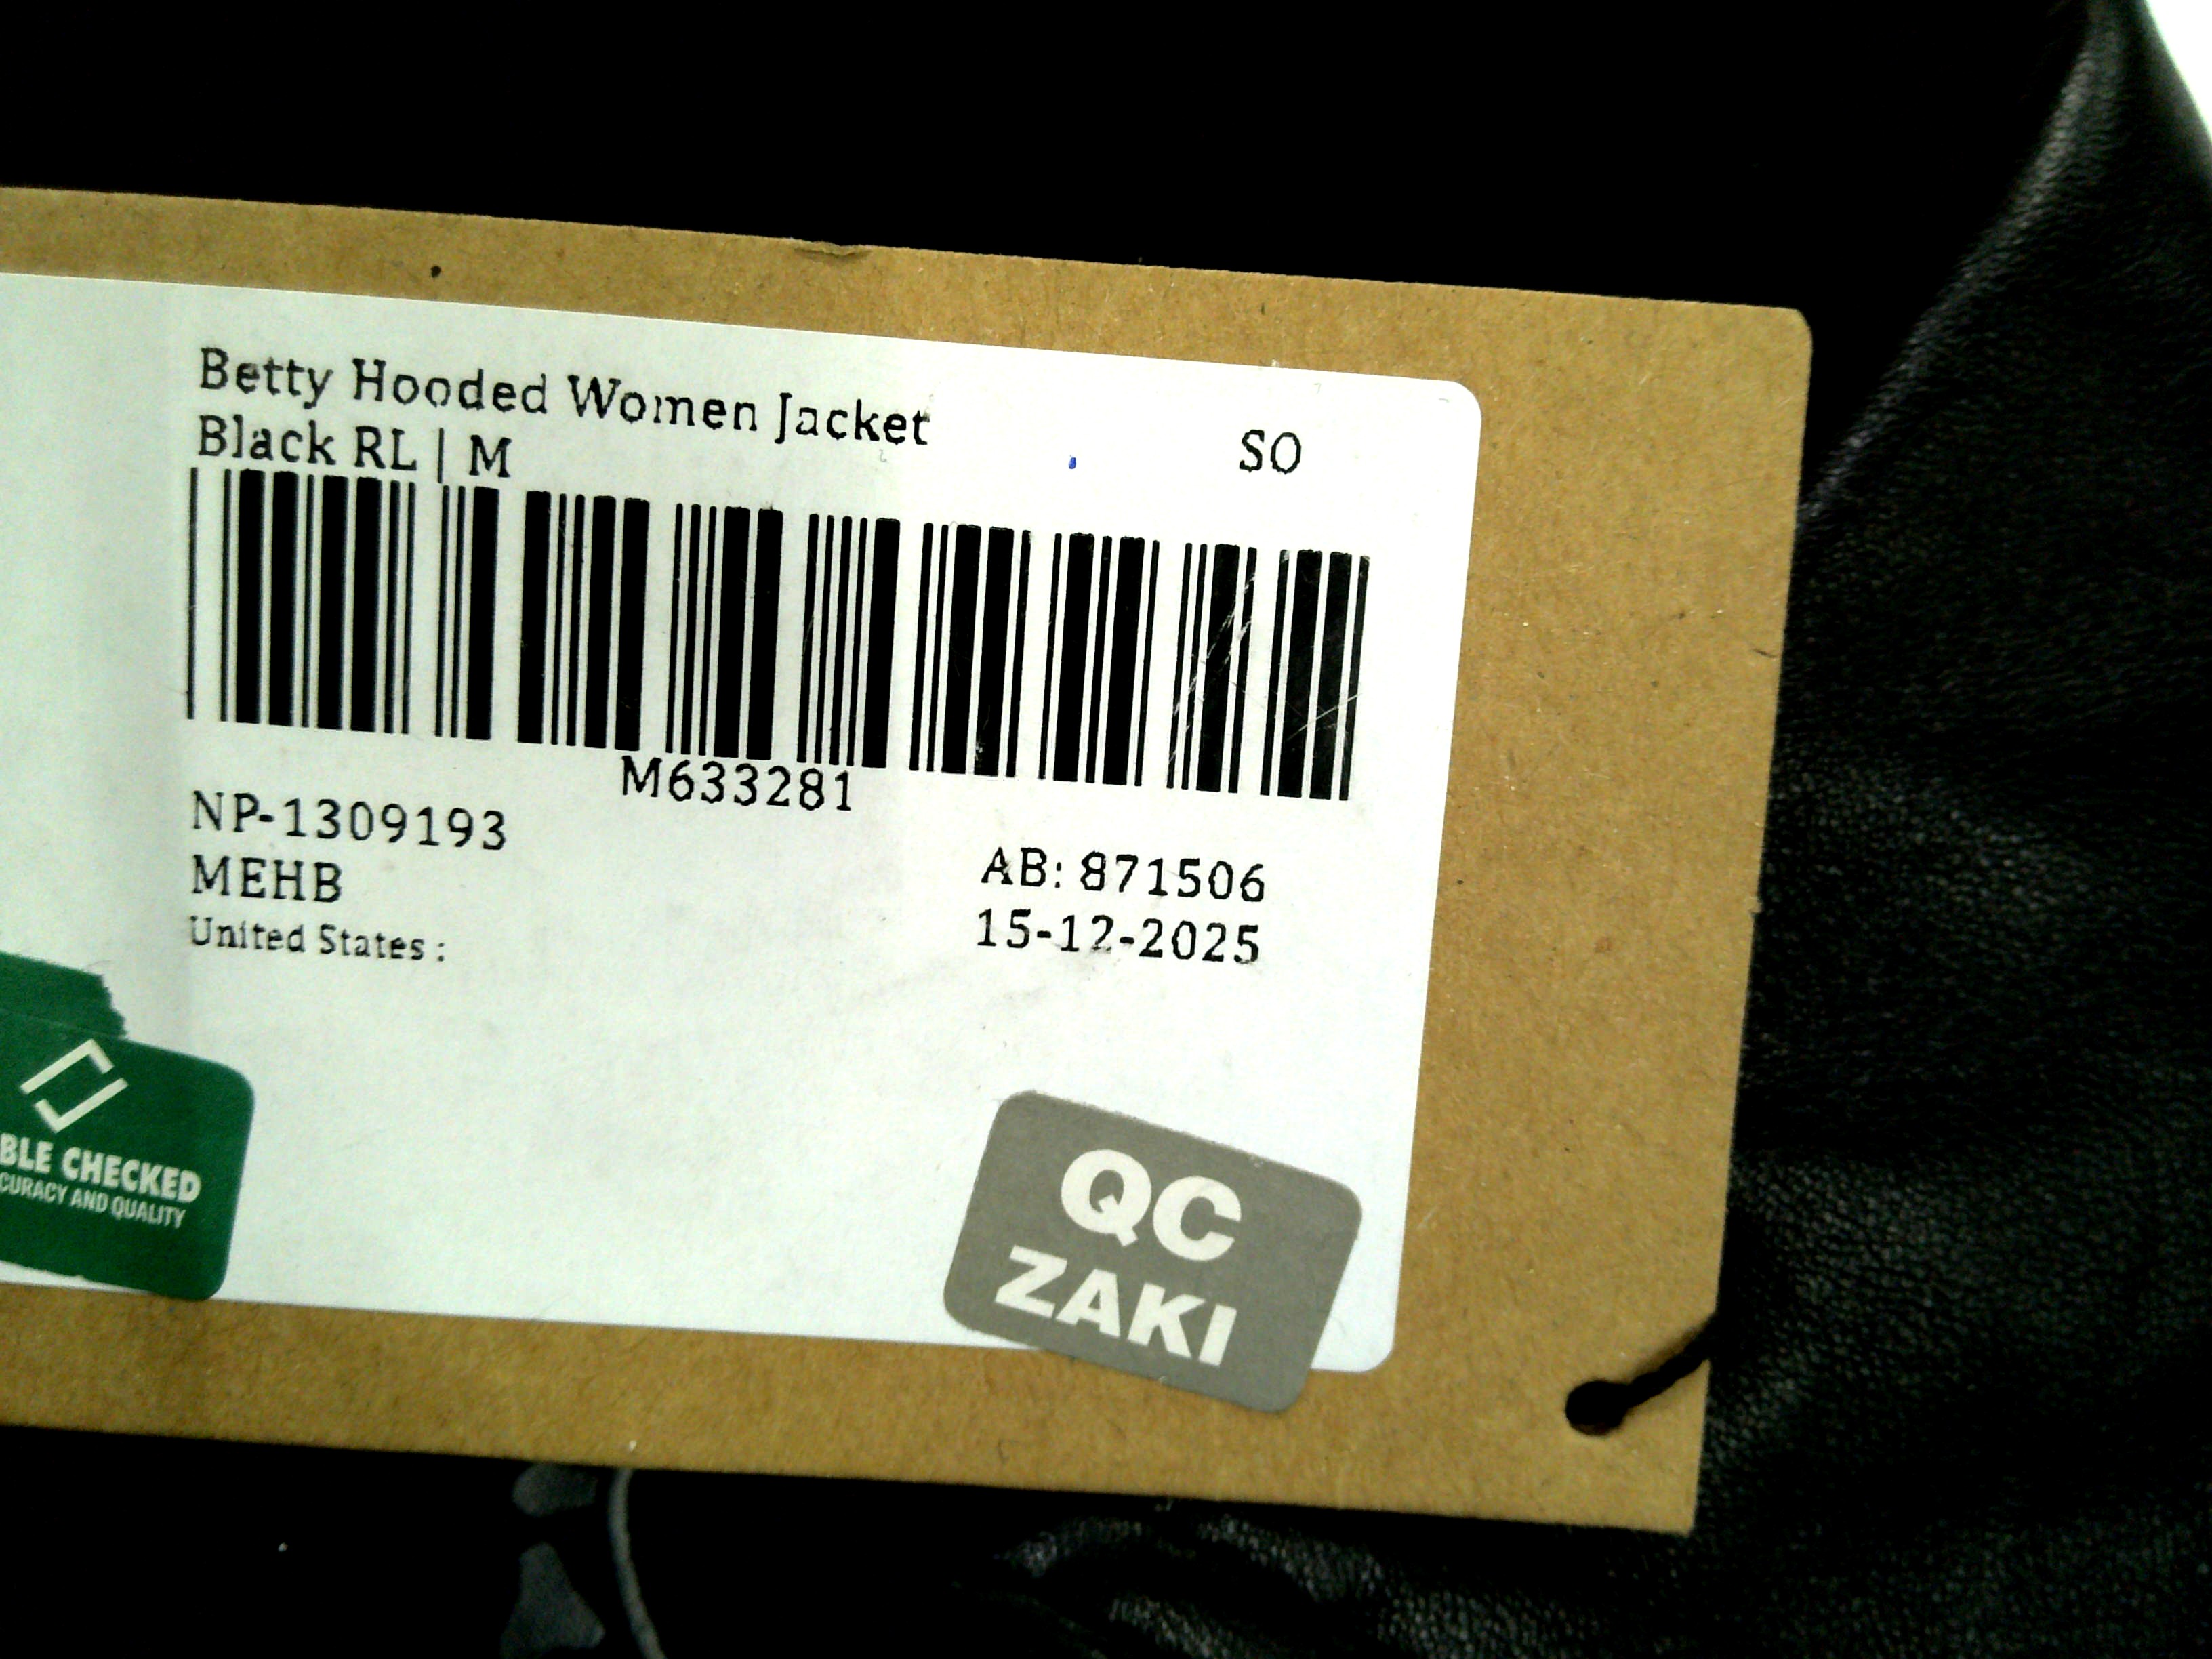 Betty Hooded Women Jacket
Black RL | M
SO
M633281
NP-1309193
MEHB
United States :
AB: 871506
15-12-2025
BLE CHECKED
CURACY AND QUALITY
QC
ZAKI